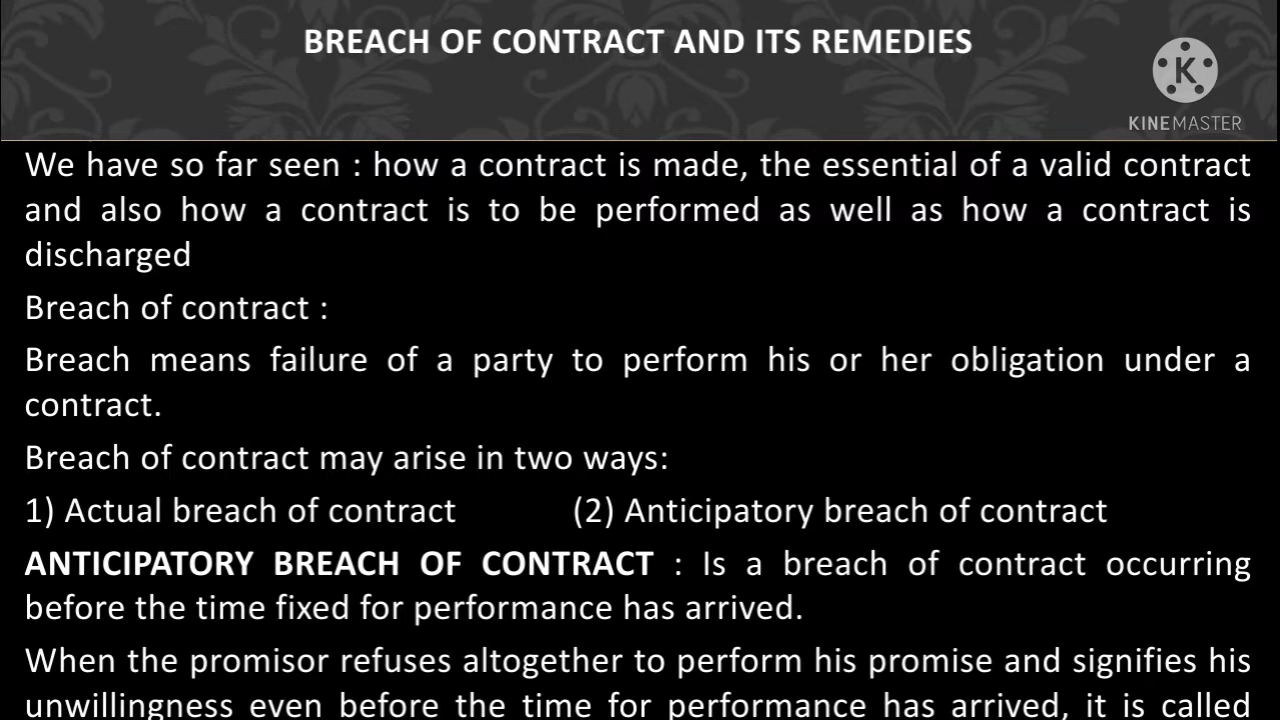 BREACH OF CONTRACT AND ITS REMEDIES
K
KINEMASTER
We have so far seen : how a contract is made, the essential of a valid contract
and also how a contract is to be performed as well as how a contract is
discharged
Breach of contract :
Breach means failure of a party to perform his or her obligation under a
contract.
Breach of contract may arise in two ways:
1) Actual breach of contract (2) Anticipatory breach of contract
ANTICIPATORY BREACH OF CONTRACT : Is a breach of contract occurring
before the time fixed for performance has arrived.
When the promisor refuses altogether to perform his promise and signifies his
unwillingness even before the time for performance has arrived, it is called